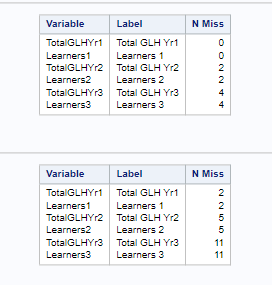 Variable Label N Miss
TotalGLHYr1 Total GLH Yr1 0
Learners1 Learners 1 0
TotalGLHYr2 Total GLH Yr2 2
Learners2 Learners 2 2
TotalGLHYr3 Total GLH Yr3 4
Learners3 Learners 3 4
Variable Label N Miss
TotalGLHYr1 Total GLH Yr1 2
Learners1 Learners 1 2
TotalGLHYr2 Total GLH Yr2 5
Learners2 Learners 2 5
TotalGLHYr3 Total GLH Yr3 11
Learners3 Learners 3 11